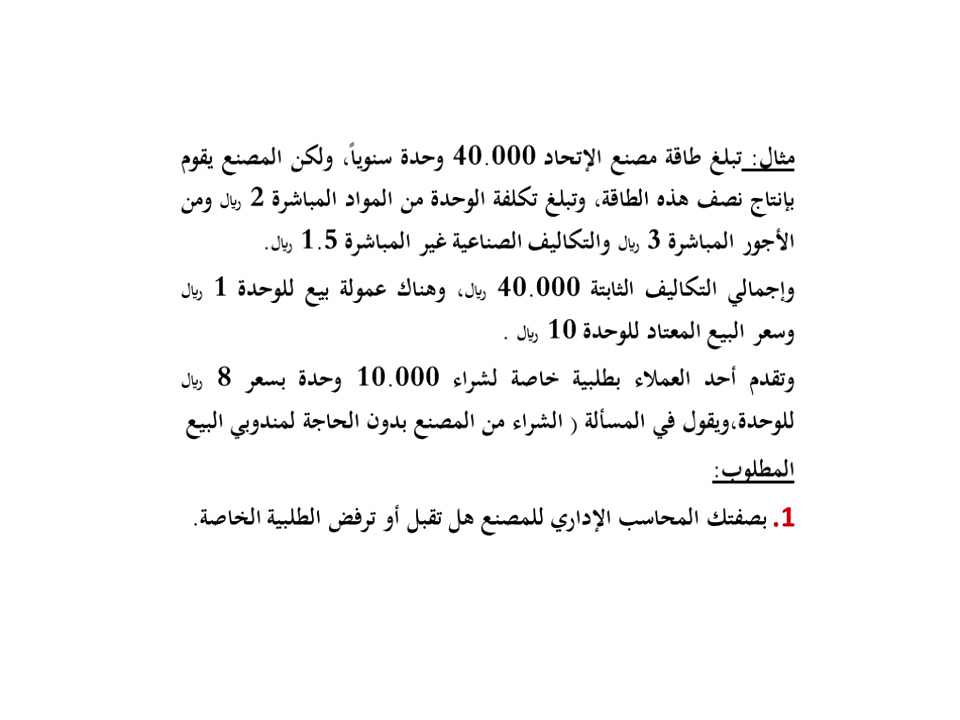 مثال: تبلغ طاقة مصنع الإتحاد 40.000 وحدة سنوياً، ولكن المصنع يقوم
بإنتاج نصف هذه الطاقة، وتبلغ تكلفة الوحدة من المواد المباشرة 2 ريال ومن
الأجور المباشرة 3 ريال والتكاليف الصناعية غير المباشرة 1.5 ريال.
وإجمالي التكاليف الثابتة 40.000 ريال، وهناك عمولة بيع للوحدة 1 ريال
وسعر البيع المعتاد للوحدة 10 ريال .
وتقدم أحد العملاء بطلبية خاصة لشراء 10.000 وحدة بسعر 8 ريال
للوحدة،ويقول في المسألة ( الشراء من المصنع بدون الحاجة لمندوبي البيع
المطلوب:
1. بصفتك المحاسب الإداري للمصنع هل تقبل أو ترفض الطلبية الخاصة.